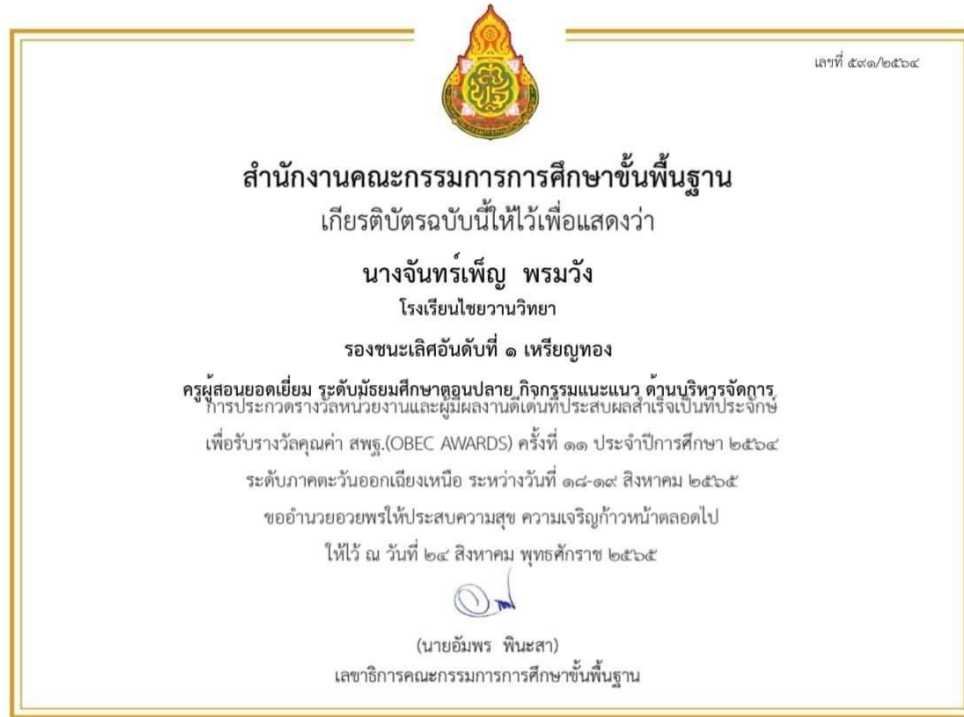 เลขที่ ๕๙๑/๒๕๖๔
สำนักงานคณะกรรมการการศึกษาขั้นพื้นฐาน
เกียรติบัตรฉบับนี้ให้ไว้เพื่อแสดงว่า
นางจันทร์เพ็ญ พรมวัง
โรงเรียนไชยวานวิทยา
รองชนะเลิศอันดับที่ ๑ เหรียญทอง
ครูผู้สอนยอดเยี่ยม ระดับมัธยมศึกษาตอนปลาย กิจกรรมแนะแนว ด้านบริหารจัดการ
การประกวดรางวัลหน่วยงานและผู้มีผลงานดีเด่นที่ประสบผลสำเร็จเป็นที่ประจักษ์
เพื่อรับรางวัลคุณค่า สพฐ.(OBEC AWARDS) ครั้งที่ ๑๑ ประจำปีการศึกษา ๒๕๖๔
ระดับภาคตะวันออกเฉียงเหนือ ระหว่างวันที่ ๑๘-๑๙ สิงหาคม ๒๕๖๕
ขออำนวยอวยพรให้ประสบความสุข ความเจริญก้าวหน้าตลอดไป
ให้ไว้ ณ วันที่ ๒๔ สิงหาคม พุทธศักราช ๒๕๖๕
(นายอัมพร พินะสา)
เลขาธิการคณะกรรมการการศึกษาขั้นพื้นฐาน